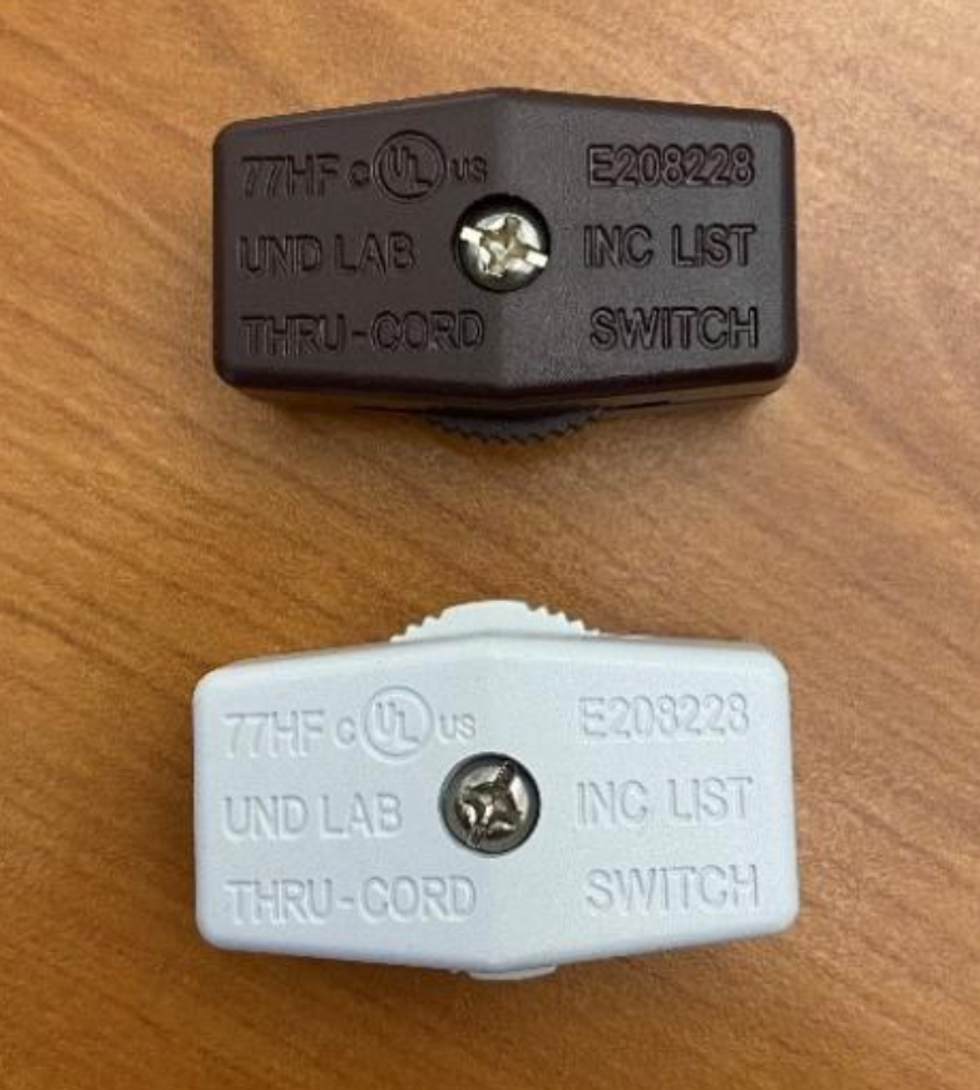 77HF c UL us E208228
UND LAB INC LIST
THRU-CORD SWITCH
77HF c UL us E208228
UND LAB INC LIST
THRU-CORD SWITCH